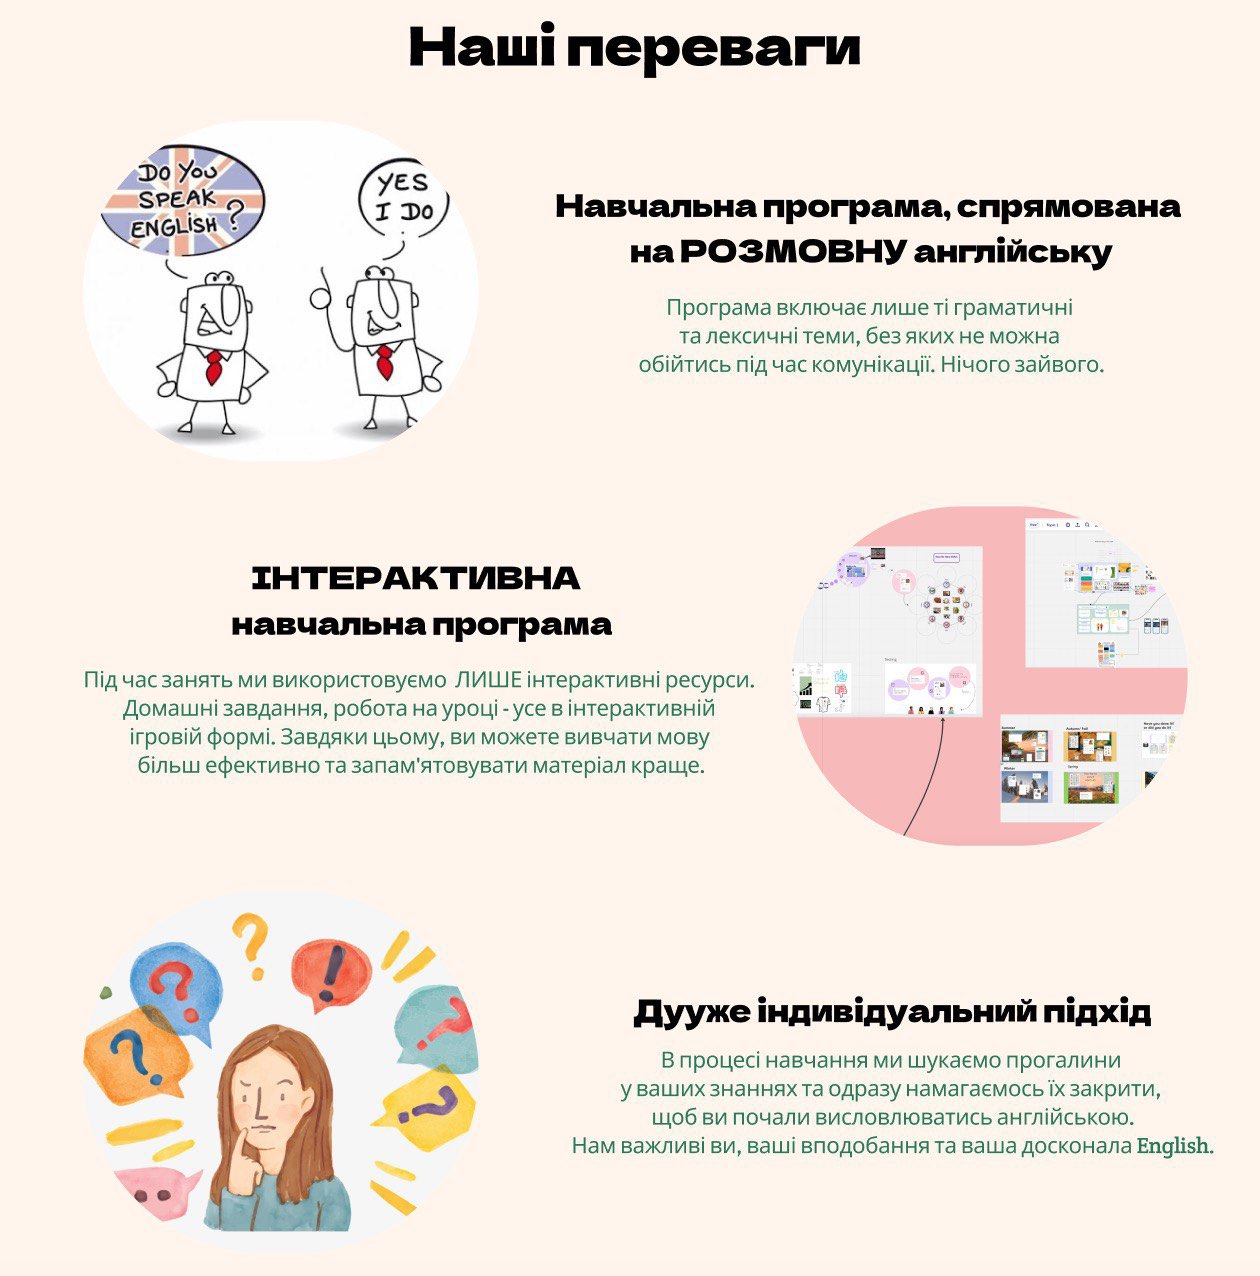 Наші переваги
DO YOU
SPEAK
ENGLISH ?
YES
I DO
Навчальна програма, спрямована
на РОЗМОВНУ англійську
Програма включає лише ті граматичні
та лексичні теми, без яких не можна
обійтись під час комунікації. Нічого зайвого.
ІНТЕРАКТИВНА
навчальна програма
Під час занять ми використовуємо ЛИШЕ інтерактивні ресурси.
Домашні завдання, робота на уроці - усе в інтерактивній
ігровій формі. Завдяки цьому, ви можете вивчати мову
більш ефективно та запам'ятовувати матеріал краще.
Winter
Spring
Дууже індивідуальний підхід
В процесі навчання ми шукаємо прогалини
у ваших знаннях та одразу намагаємось їх закрити,
щоб ви почали висловлюватись англійською.
Нам важливі ви, ваші вподобання та ваша досконала English.